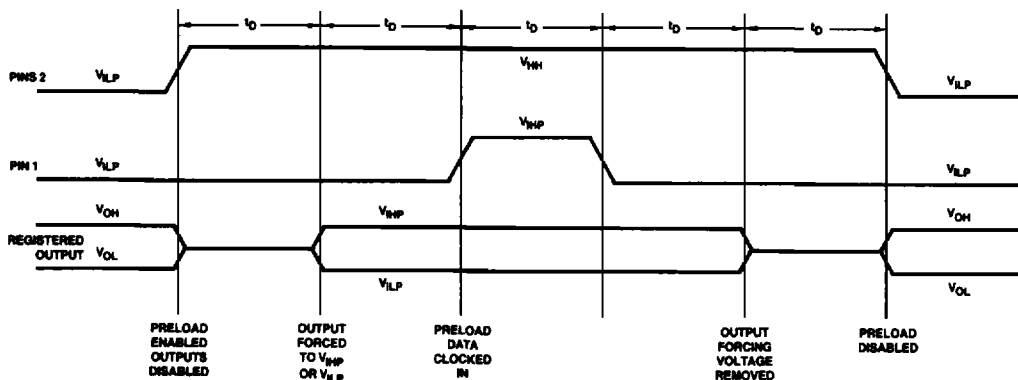 tD tD tD tD tD
PINS 2 VILP VHH VILP
PIN 1 VILP VIHP VILP
VOH VIHP VOH
REGISTERED
OUTPUT VOL
VILP VOL
PRELOAD
ENABLED
OUTPUTS
DISABLED
OUTPUT
FORCED
TO VIHP
OR VILP
PRELOAD
DATA
CLOCKED
IN
OUTPUT
FORCING
VOLTAGE
REMOVED
PRELOAD
DISABLED